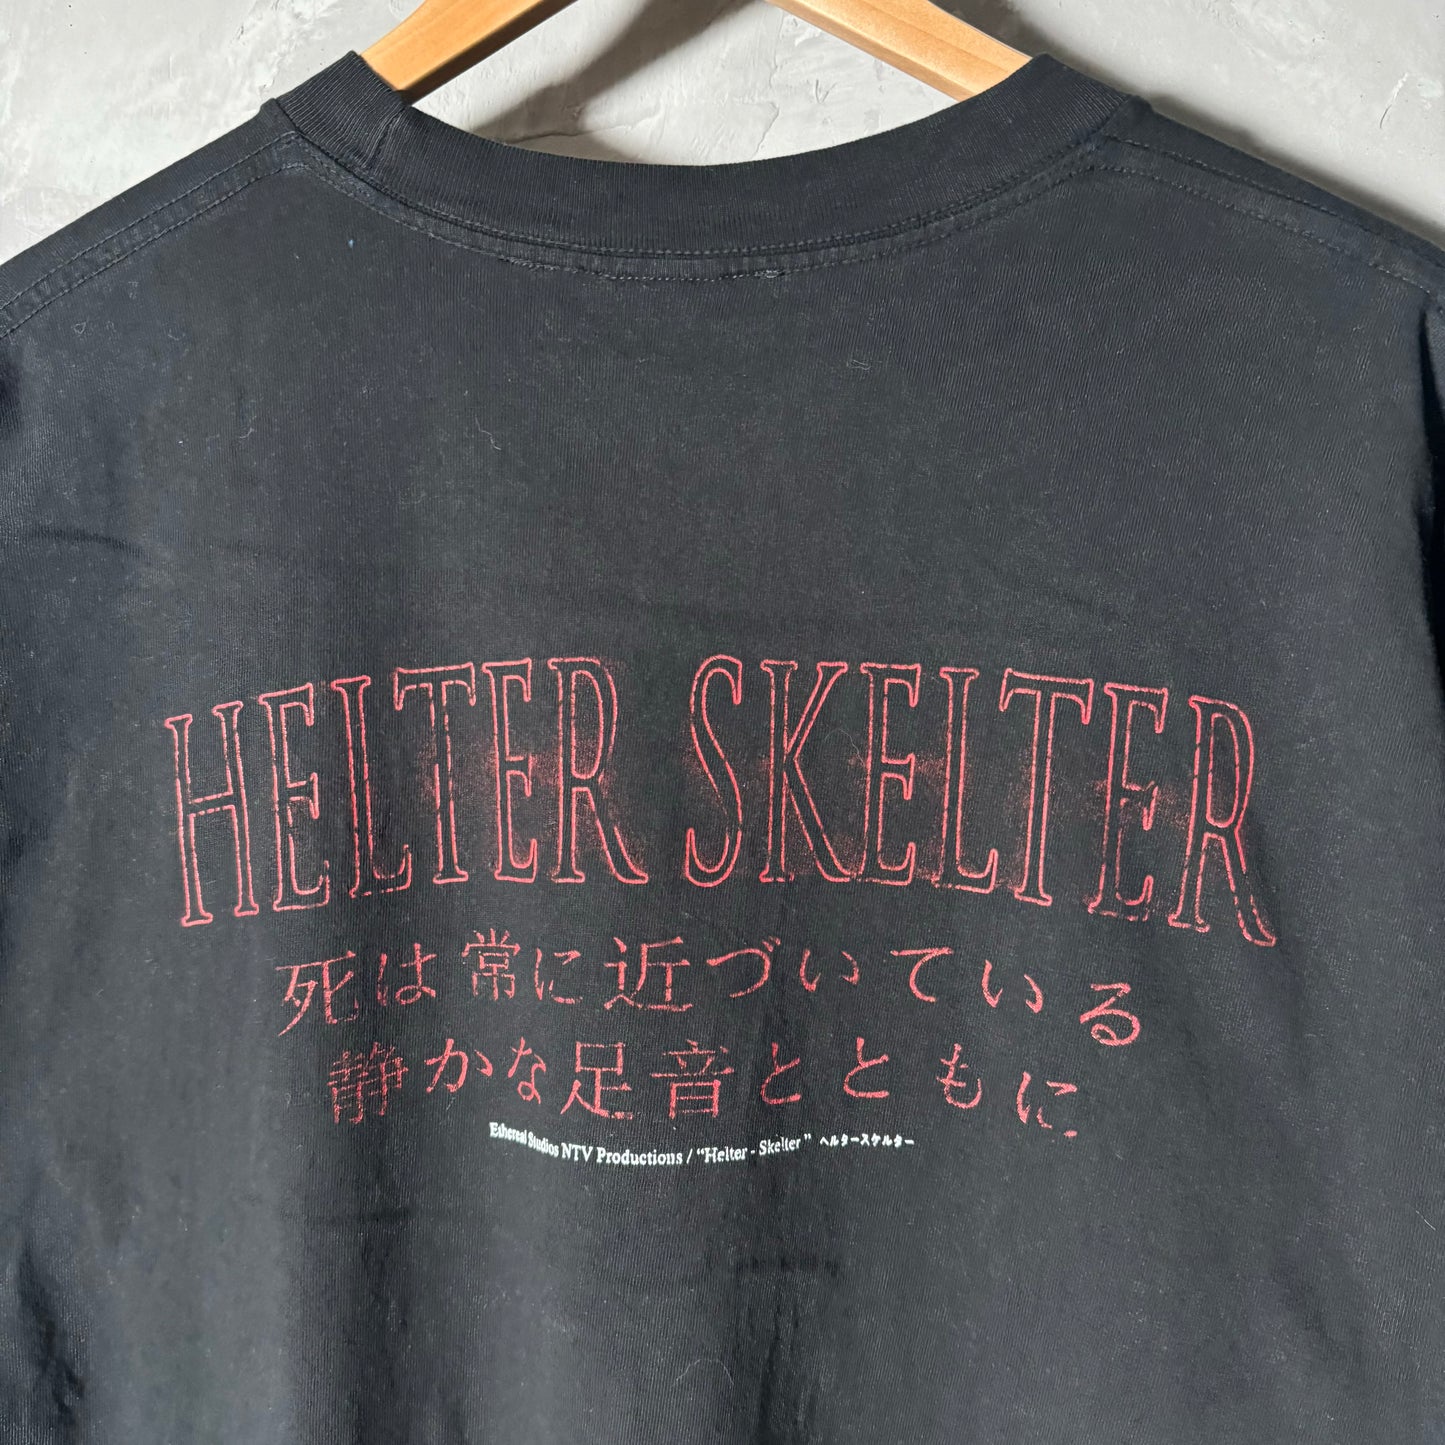 HELTER SKELTER
死は常に近づいている
静かな足音とともに
Ethereal Studios NTV Productions / “Helter - Skelter ” ヘルタースケルター